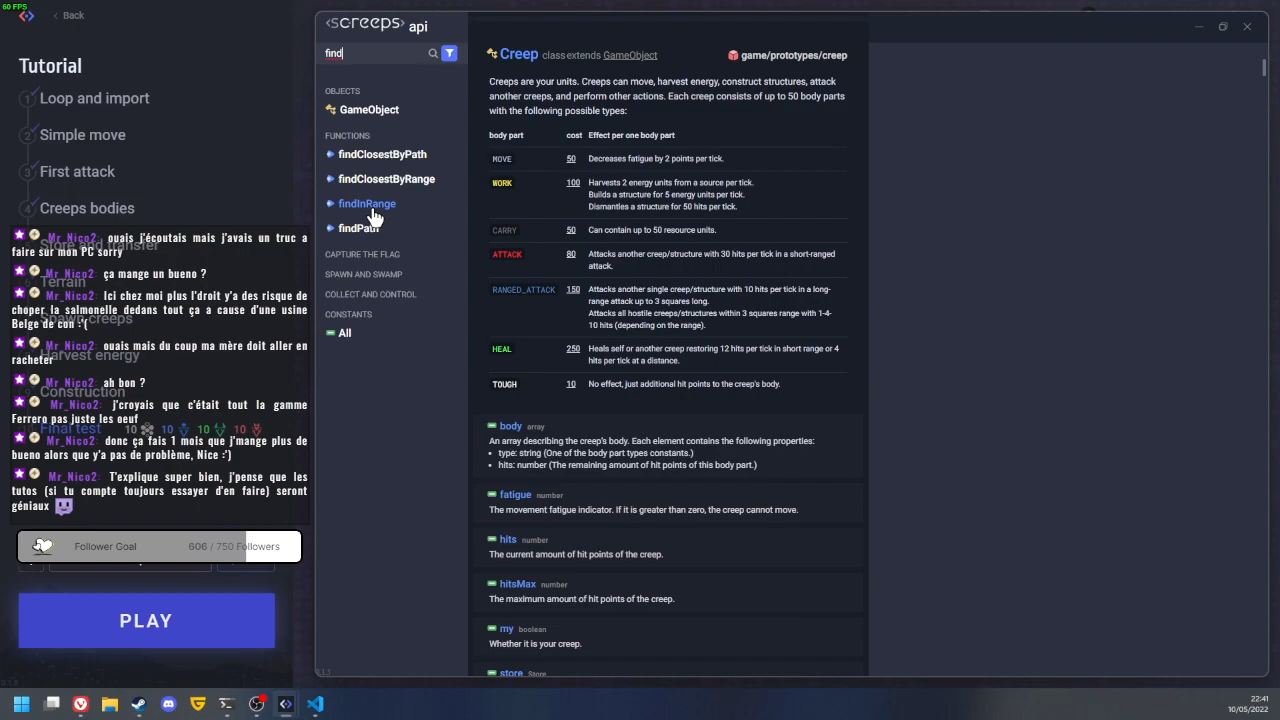 60 FPS
Back
Tutorial
1 Loop and import
2 Simple move
3 First attack
4 Creeps bodies
Store and transfer
Terrain
Spawn creeps
Harvest energy
Construction
Final test 10 10 10 10
Mr_Nico2: ouais j'écoutais mais j'avais un truc a
faire sur mon PC Sorry
Mr_Nico2: ça mange un bueno ?
Mr_Nico2: Ici chez moi plus l'droit y'a des risque de
choper la salmonelle dedans tout ça a cause d'une usine
Belge de con :'(
Mr_Nico2: ouais mais du coup ma mère doit aller en
racheter
Mr_Nico2: ah bon ?
Mr_Nico2: j'croyais que c'était tout la gamme
Ferrero pas juste les oeuf
Mr_Nico2: donc ça fais 1 mois que j'mange plus de
bueno alors que y'a pas de problème, Nice :')
Mr_Nico2: T'explique super bien, j'pense que les
tutos (si tu compte toujours essayer d'en faire) seront
géniaux
Follower Goal 606 / 750 Followers
PLAY
<screeps> api
find
OBJECTS
GameObject
FUNCTIONS
findClosestByPath
findClosestByRange
findInRange
findPath
CAPTURE THE FLAG
SPAWN AND SWAMP
COLLECT AND CONTROL
CONSTANTS
All
Creep class extends GameObject game/prototypes/creep
Creeps are your units. Creeps can move, harvest energy, construct structures, attack
another creeps, and perform other actions. Each creep consists of up to 50 body parts
with the following possible types:
body part cost Effect per one body part
MOVE 50 Decreases fatigue by 2 points per tick.
WORK 100 Harvests 2 energy units from a source per tick.
Builds a structure for 5 energy units per tick.
Dismantles a structure for 50 hits per tick.
CARRY 50 Can contain up to 50 resource units.
ATTACK 80 Attacks another creep/structure with 30 hits per tick in a short-ranged
attack.
RANGED_ATTACK 150 Attacks another single creep/structure with 10 hits per tick in a long-
range attack up to 3 squares long.
Attacks all hostile creeps/structures within 3 squares range with 1-4-
10 hits (depending on the range).
HEAL 250 Heals self or another creep restoring 12 hits per tick in short range or 4
hits per tick at a distance.
TOUGH 10 No effect, just additional hit points to the creep's body.
body array
An array describing the creep's body. Each element contains the following properties:
• type: string (One of the body part types constants.)
• hits: number (The remaining amount of hit points of this body part.)
fatigue number
The movement fatigue indicator. If it is greater than zero, the creep cannot move.
hits number
The current amount of hit points of the creep.
hitsMax number
The maximum amount of hit points of the creep.
my boolean
Whether it is your creep.
store Store
22:41
10/05/2022